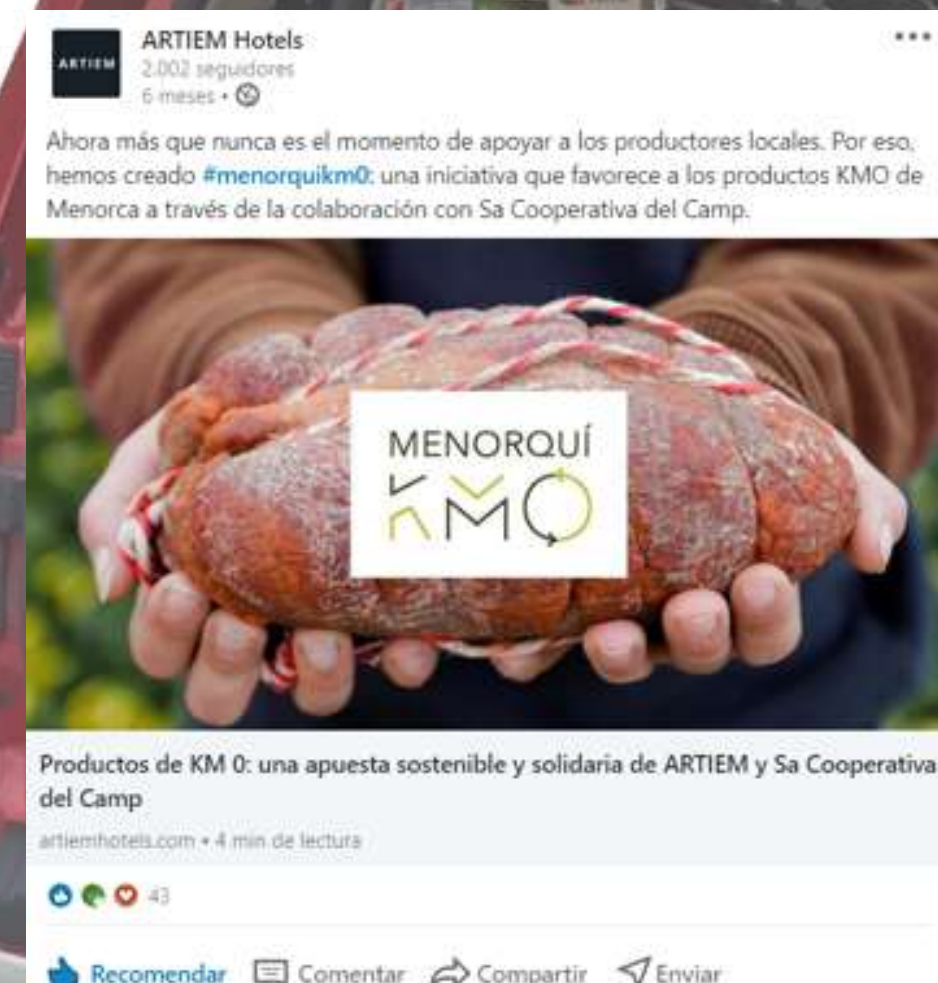 ARTIEM
ARTIEM Hotels
2.002 seguidores
6 meses •
Ahora más que nunca es el momento de apoyar a los productores locales. Por eso,
hemos creado #menorquikm0: una iniciativa que favorece a los productos KMO de
Menorca a través de la colaboración con Sa Cooperativa del Camp.
MENORQUÍ
KMO
Productos de KM 0: una apuesta sostenible y solidaria de ARTIEM y Sa Cooperativa
del Camp
artiemhotels.com • 4 min de lectura
43
Recomendar Comentar Compartir Enviar